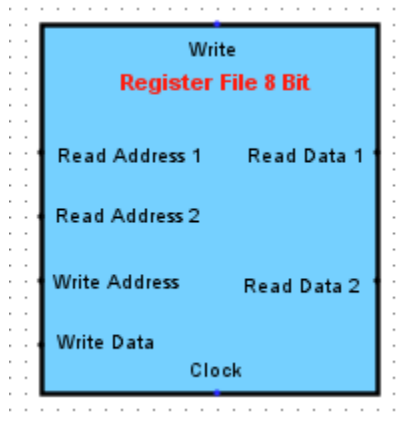 Write
Register File 8 Bit
Read Address 1
Read Data 1
Read Address 2
Write Address
Read Data 2
Write Data
Clock